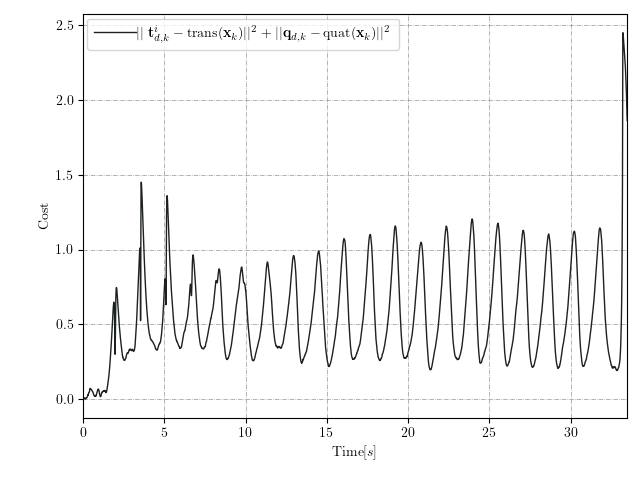 || t^i_{d,k} − trans(x_k)||² + ||q_{d,k} − quat(x_k)||²
2.5
2.0
1.5
1.0
0.5
0.0
Cost
0 5 10 15 20 25 30
Time[s]